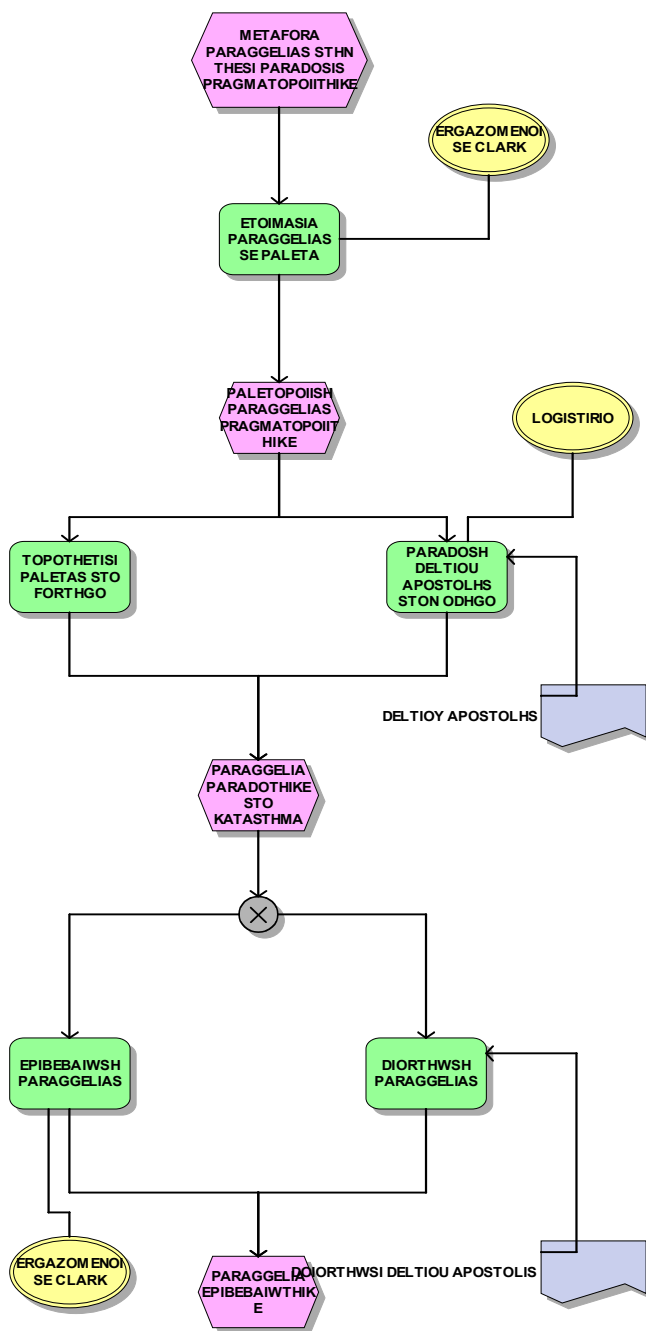 METAFORA
PARAGGELIAS STHN
THESI PARADOSIS
PRAGMATOPOIITHIKE
ERGAZOMENOI
SE CLARK
ETOIMASIA
PARAGGELIAS
SE PALETA
PALETOPOIISH
PARAGGELIAS
PRAGMATOPOIIT
HIKE
LOGISTIRIO
TOPOTHETISI
PALETAS STO
FORTHGO
PARADOSH
DELTIOU
APOSTOLHS
STON ODHGO
DELTIOY APOSTOLHS
PARAGGELIA
PARADOTHIKE
STO
KATASTHMA
EPIBEBAIWSH
PARAGGELIAS
DIORTHWSH
PARAGGELIAS
ERGAZOMENOI
SE CLARK
PARAGGELIA
EPIBEBAIWTHIK
E
DOIORTHWSI DELTIOU APOSTOLIS